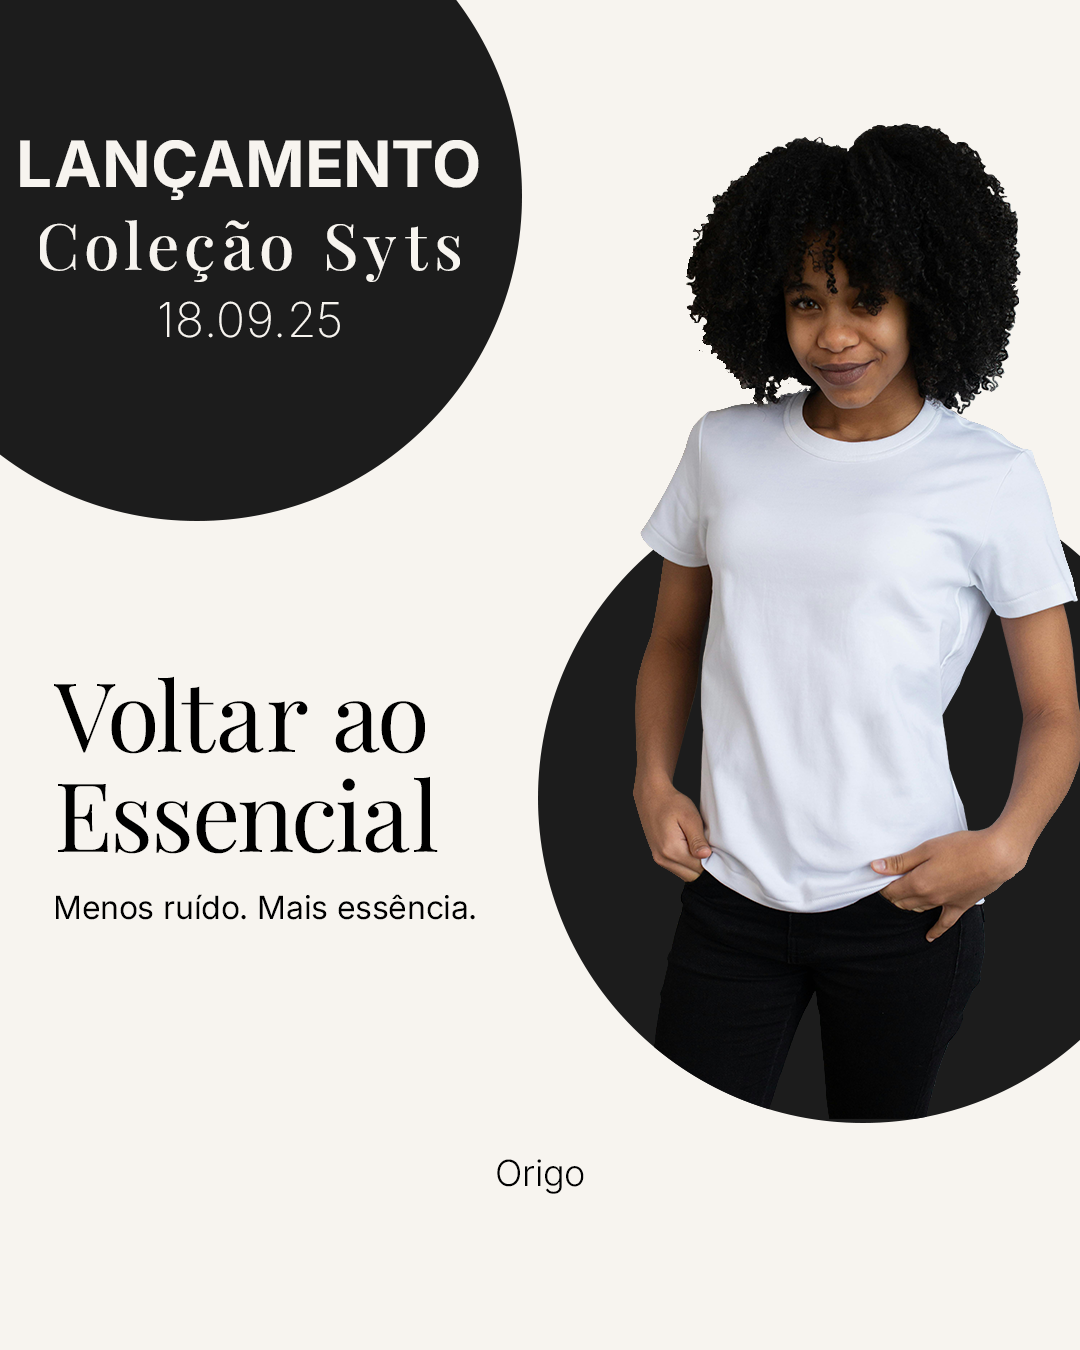 LANÇAMENTO
Coleção Syts
18.09.25
Voltar ao
Essencial
Menos ruído. Mais essência.
Origo